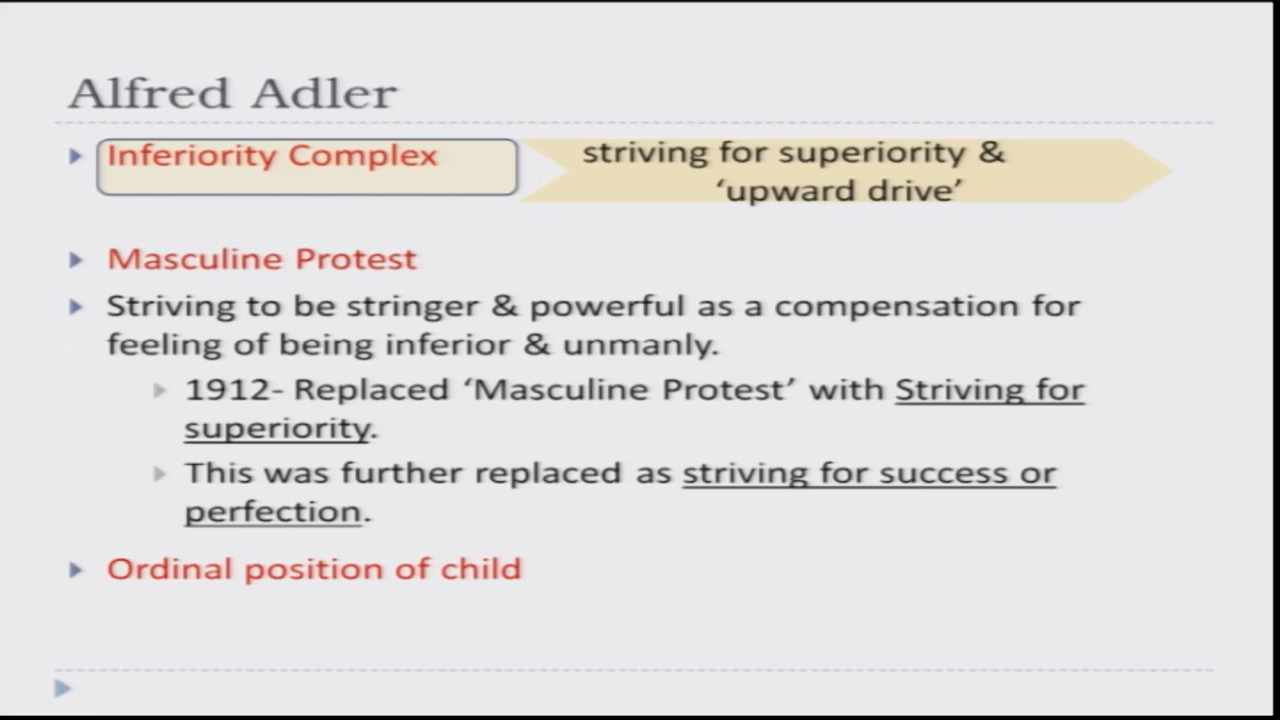 Alfred Adler
Inferiority Complex
striving for superiority &
‘upward drive’
Masculine Protest
Striving to be stringer & powerful as a compensation for
feeling of being inferior & unmanly.
1912- Replaced ‘Masculine Protest’ with Striving for
superiority.
This was further replaced as striving for success or
perfection.
Ordinal position of child